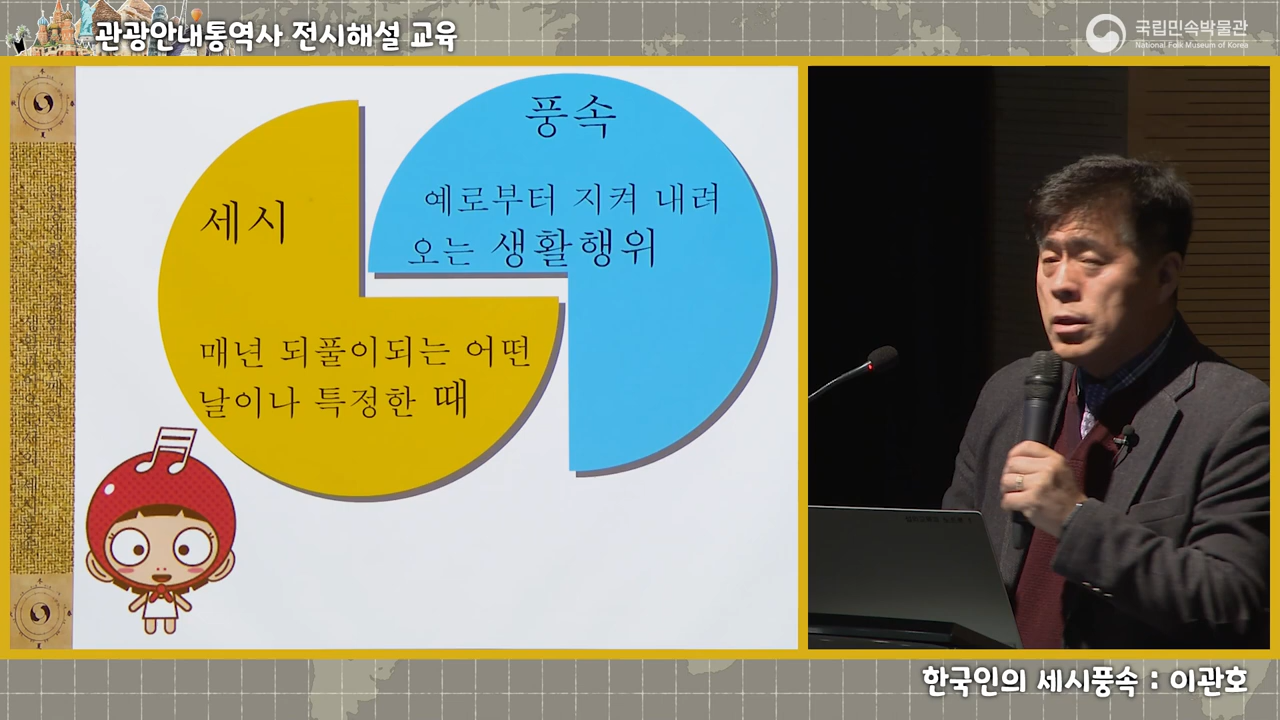 관광안내통역사 전시해설 교육
국립민속박물관
National Folk Museum of Korea
풍속
예로부터 지켜 내려
오는 생활행위
세시
매년 되풀이되는 어떤
날이나 특정한 때
한국인의 세시풍속 : 이관호